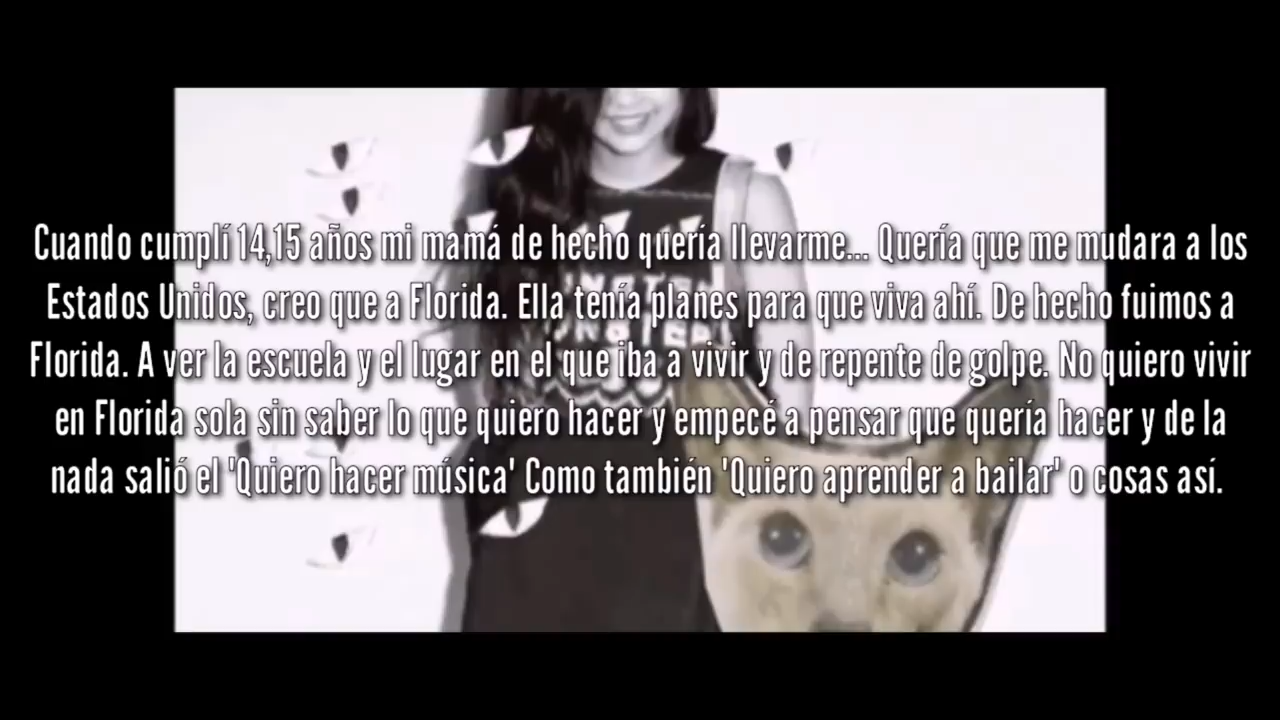 Cuando cumplí 14,15 años mi mamá de hecho quería llevarme... Quería que me mudara a los
Estados Unidos, creo que a Florida. Ella tenía planes para que viva ahí. De hecho fuimos a
Florida. A ver la escuela y el lugar en el que iba a vivir y de repente de golpe. No quiero vivir
en Florida sola sin saber lo que quiero hacer y empecé a pensar que quería hacer y de la
nada salió el 'Quiero hacer música' Como también 'Quiero aprender a bailar' o cosas así.